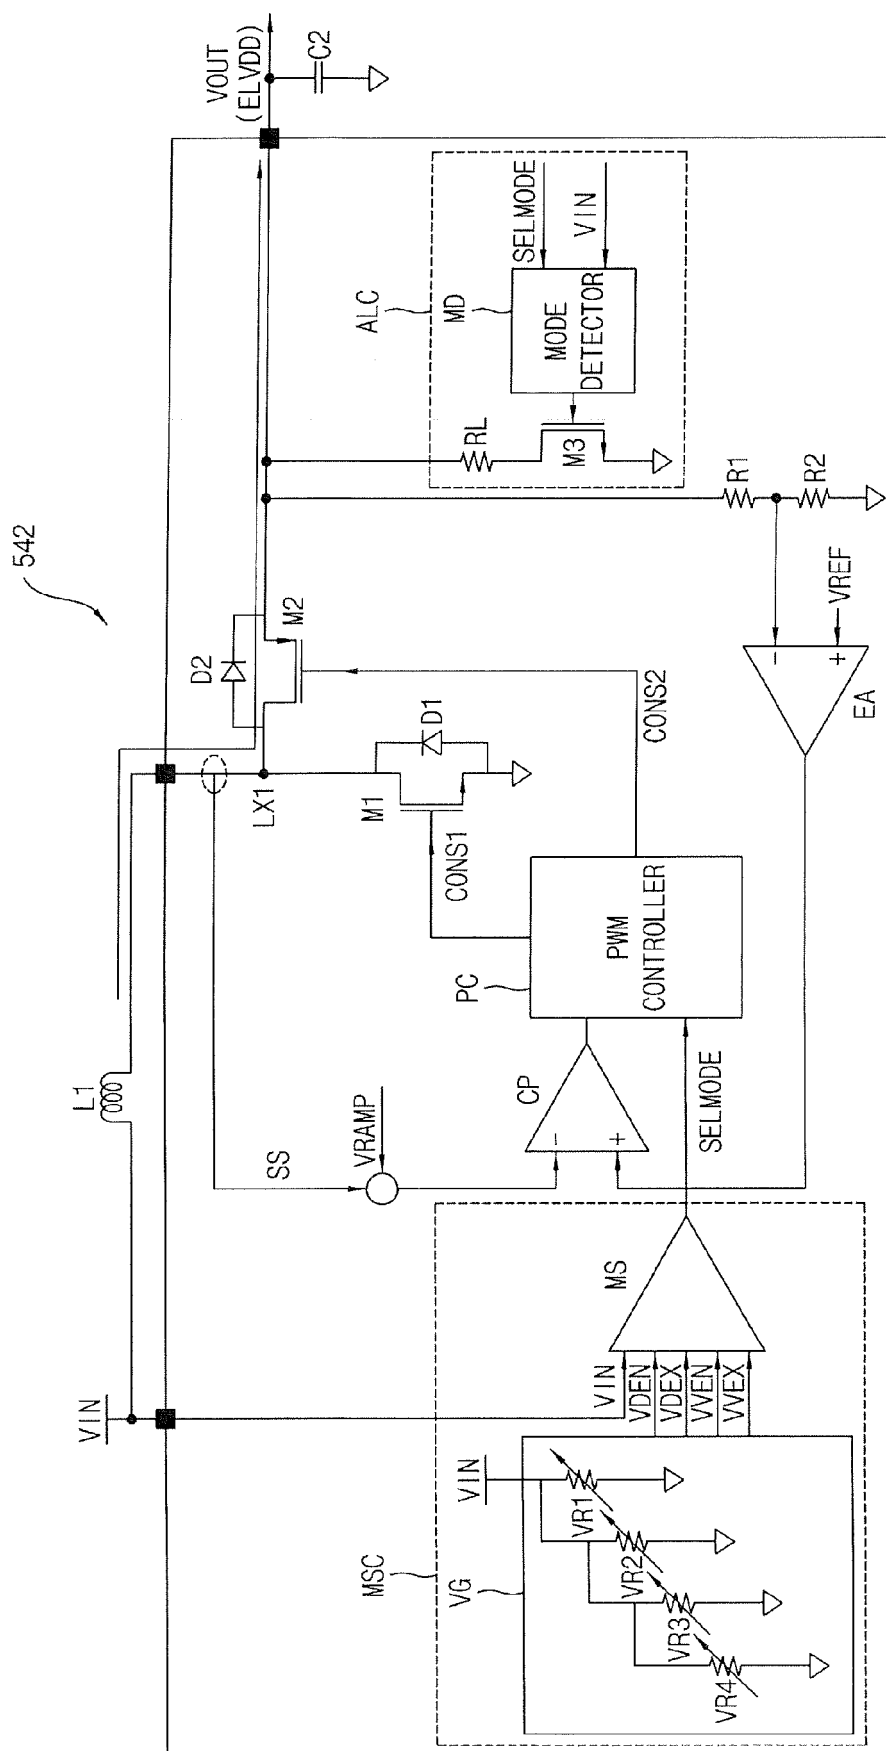 542
VIN
L1
VOUT
(ELVDD)
C2
SS
LX1
D2
M2
VRAMP
M1
D1
CONS1
CONS2
ALC
MD
SELMODE
VIN
MODE
DETECTOR
RL
M3
MSC
VG
VIN
VR1
VR2
VR3
VR4
VIN
VDEN
VDEX
VVEN
VVEX
MS
CP
-
+
SELMODE
PC
PWM
CONTROLLER
R1
R2
-
+
VREF
EA